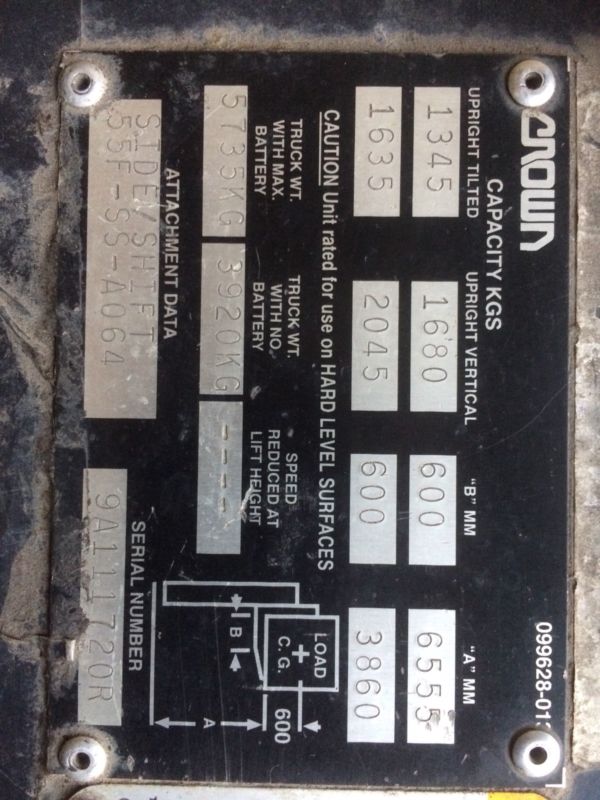 CROWN 099628-01
CAPACITY KGS
UPRIGHT TILTED UPRIGHT VERTICAL "B" MM "A" MM
1345 1680 600 6555
1635 2045 600 3860
CAUTION Unit rated for use on HARD LEVEL SURFACES
TRUCK WT. WITH MAX. BATTERY
TRUCK WT. WITH NO. BATTERY
SPEED REDUCED AT LIFT HEIGHT
5735KG 3920KG ----
LOAD
C.G.
B
600
A
ATTACHMENT DATA SERIAL NUMBER
SIDE/SHIFT 9A111720R
55F-SS-A064